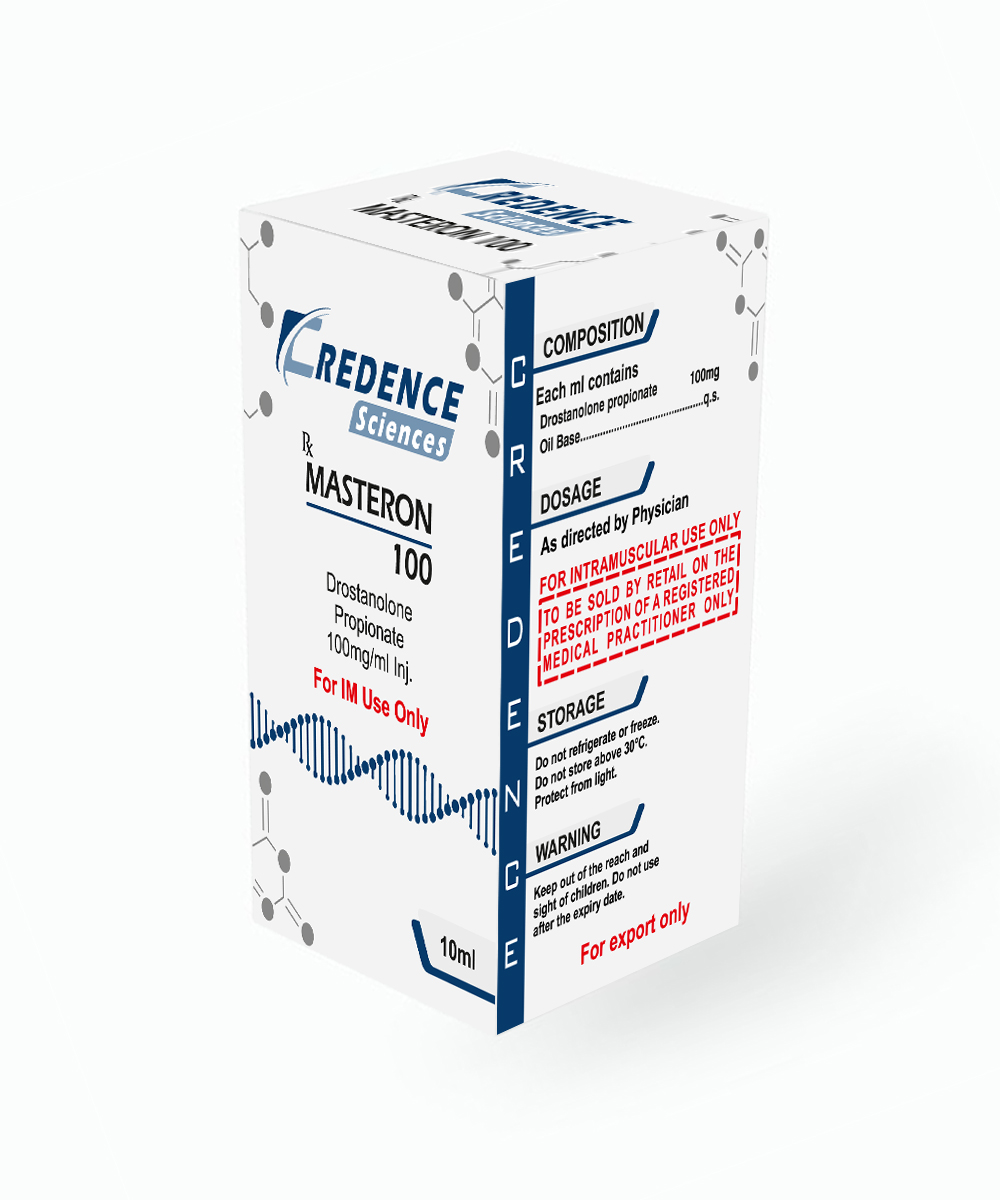 CREDENCE
Sciences
Rx
MASTERON 100
CREDENCE
Sciences
Rx
MASTERON
100
Drostanolone
Propionate
100mg/ml Inj.
For IM Use Only
10ml
CREDENCE
COMPOSITION
Each ml contains
Drostanolone propionate 100mg
Oil Base..................................q.s.
DOSAGE
As directed by Physician
FOR INTRAMUSCULAR USE ONLY
TO BE SOLD BY RETAIL ON THE
PRESCRIPTION OF A REGISTERED
MEDICAL PRACTITIONER ONLY
STORAGE
Do not refrigerate or freeze.
Do not store above 30°C.
Protect from light.
WARNING
Keep out of the reach and
sight of children. Do not use
after the expiry date.
For export only